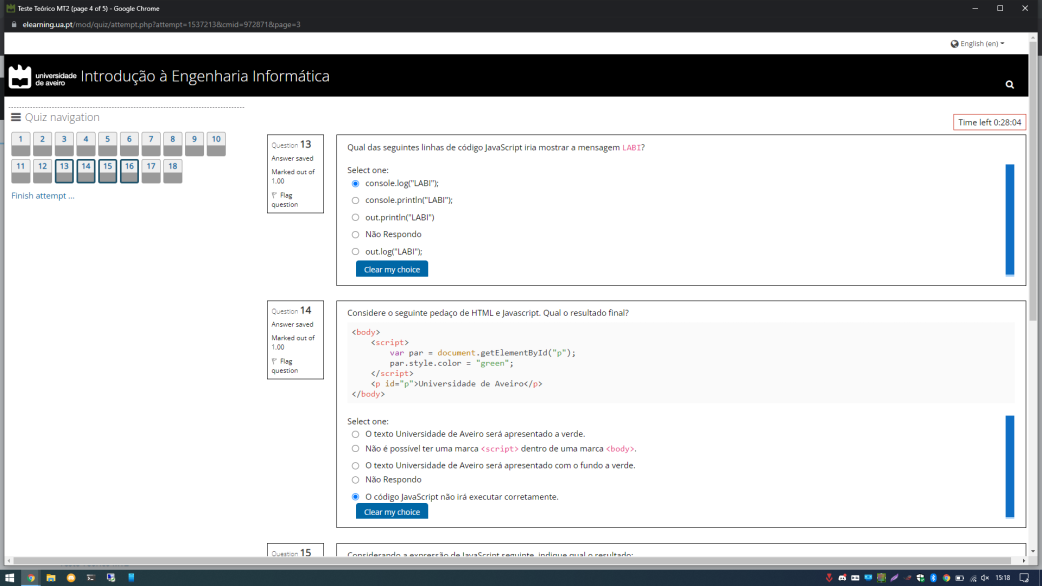 Teste Teórico MT2 (page 4 of 5) - Google Chrome
elearning.ua.pt/mod/quiz/attempt.php?attempt=1537213&cmid=972871&page=3
English (en)
universidade de aveiro
Introdução à Engenharia Informática
Quiz navigation
1 2 3 4 5 6 7 8 9 10
11 12 13 14 15 16 17 18
Finish attempt ...
Time left 0:28:04
Question 13
Answer saved
Marked out of
1.00
Flag
question
Qual das seguintes linhas de código JavaScript iria mostrar a mensagem LABI?
Select one:
console.log("LABI");
console.println("LABI");
out.println("LABI")
Não Respondo
out.log("LABI");
Clear my choice
Question 14
Answer saved
Marked out of
1.00
Flag
question
Considere o seguinte pedaço de HTML e Javascript. Qual o resultado final?
<body>
<script>
var par = document.getElementById("p");
par.style.color = "green";
</script>
<p id="p">Universidade de Aveiro</p>
</body>
Select one:
O texto Universidade de Aveiro será apresentado a verde.
Não é possível ter uma marca <script> dentro de uma marca <body>.
O texto Universidade de Aveiro será apresentado com o fundo a verde.
Não Respondo
O código JavaScript não irá executar corretamente.
Clear my choice
Question 15
Considerando a expressão de JavaScript seguinte, indique qual o resultado:
15:18